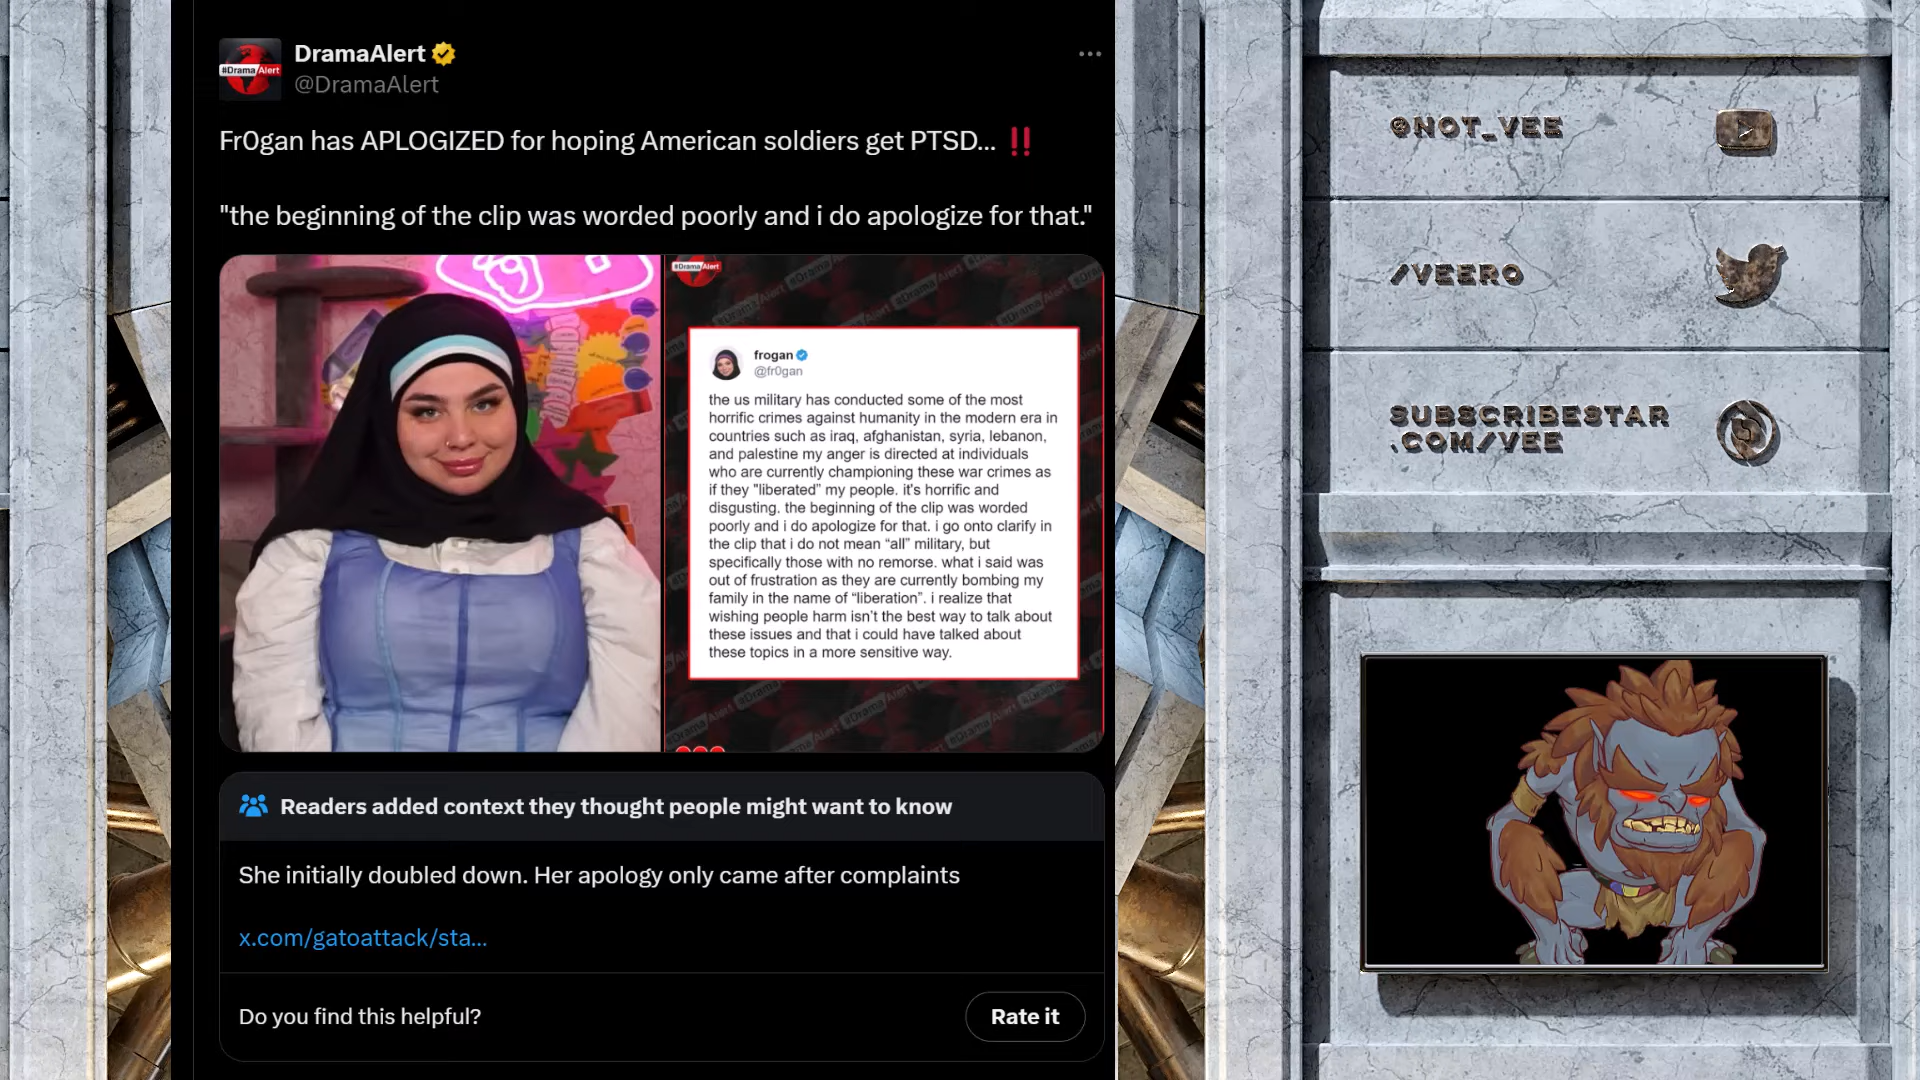 DramaAlert
@DramaAlert
#DramaAlert
Fr0gan has APLOGIZED for hoping American soldiers get PTSD... ‼️
"the beginning of the clip was worded poorly and i do apologize for that."
#DramaAlert
frogan
@fr0gan
the us military has conducted some of the most
horrific crimes against humanity in the modern era in
countries such as iraq, afghanistan, syria, lebanon,
and palestine my anger is directed at individuals
who are currently championing these war crimes as
if they "liberated" my people. it's horrific and
disgusting. the beginning of the clip was worded
poorly and i do apologize for that. i go onto clarify in
the clip that i do not mean “all” military, but
specifically those with no remorse. what i said was
out of frustration as they are currently bombing my
family in the name of “liberation”. i realize that
wishing people harm isn’t the best way to talk about
these issues and that i could have talked about
these topics in a more sensitive way.
Readers added context they thought people might want to know
She initially doubled down. Her apology only came after complaints
x.com/gatoattack/sta...
Do you find this helpful?
Rate it
@NOT_VEE
/VEERO
SUBSCRIBESTAR
.COM/VEE